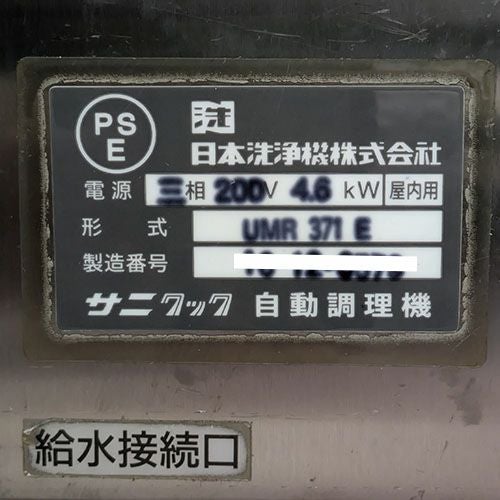 PS
E
洗
日本洗浄機株式会社
電源 三相 200V 4.6 kW 屋内用
形式 UMR 371 E
製造番号
サニクック 自動調理機
給水接続口